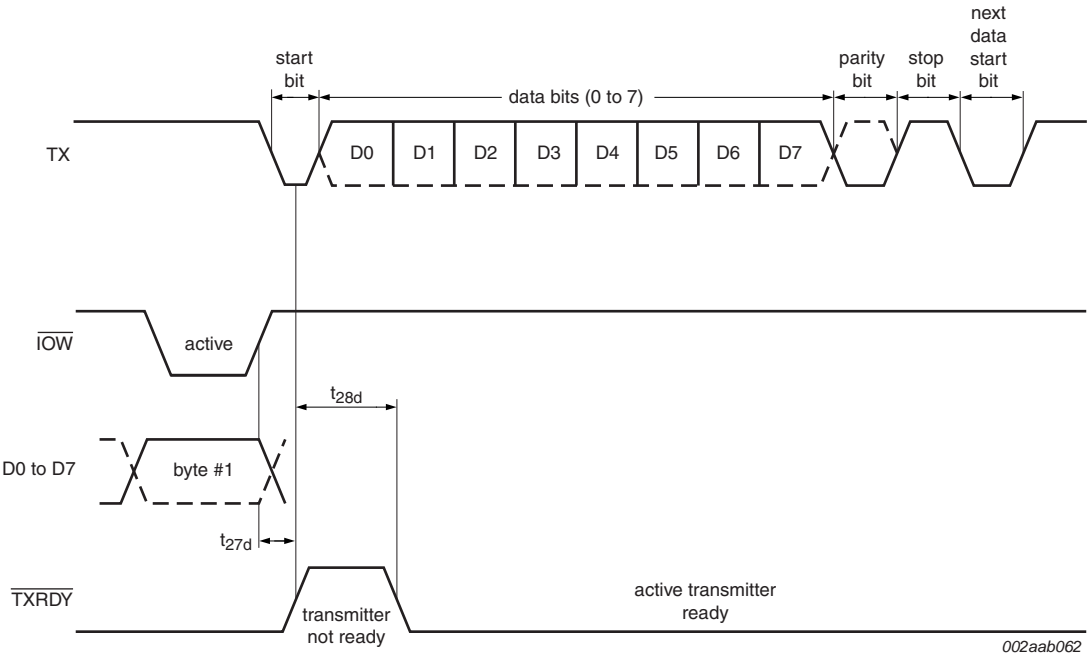 next
data
start
bit
start
bit
parity
bit
stop
bit
data bits (0 to 7)
TX
D0
D1
D2
D3
D4
D5
D6
D7
IOW
active
t28d
D0 to D7
byte #1
t27d
TXRDY
transmitter
not ready
active transmitter
ready
002aab062